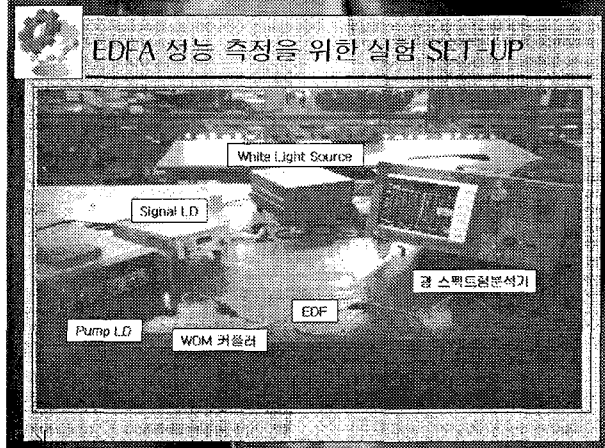 EDFA 성능 측정을 위한 실험 SET-UP
White Light Source
Signal LD
광 스펙트럼분석기
EDF
Pump LD
WDM 커플러